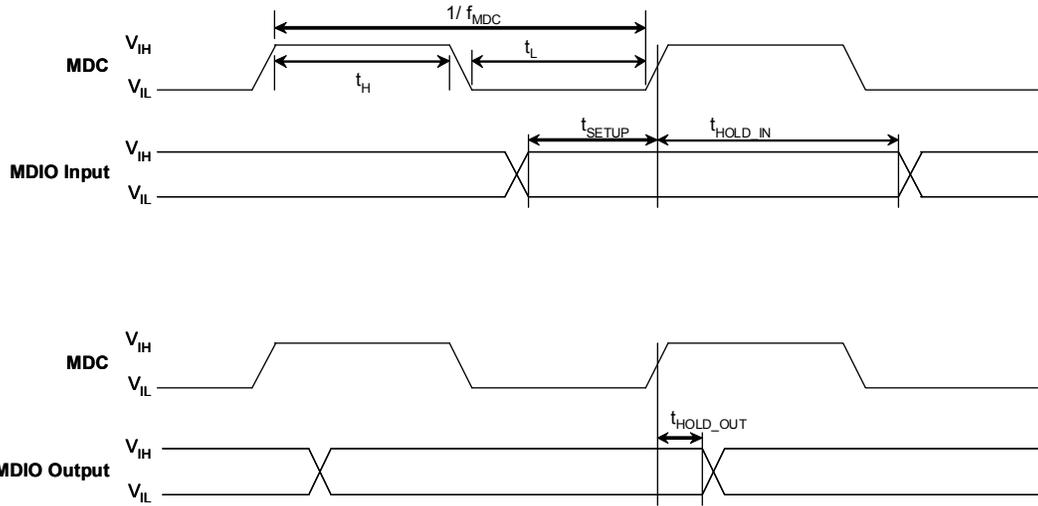 1/ fMDC
VIH
tL
MDC
tH
VIL
tSETUP
tHOLD_IN
VIH
MDIO Input
VIL
VIH
MDC
VIL
tHOLD_OUT
VIH
MDIO Output
VIL